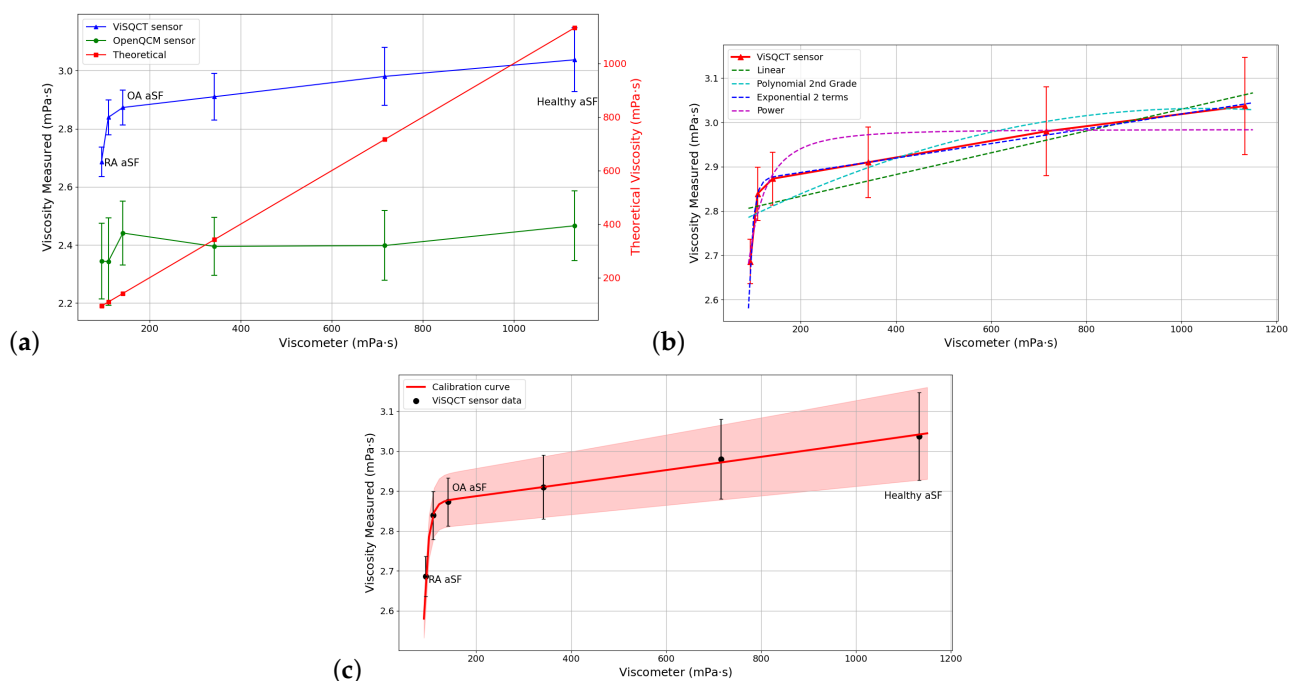 ViSQCT sensor
OpenQCM sensor
Theoretical
OA aSF
RA aSF
Healthy aSF
3.0
2.8
2.6
2.4
2.2
Viscosity Measured (mPa·s)
1000
800
600
400
200
Theoretical Viscosity (mPa·s)
200 400 600 800 1000
Viscometer (mPa·s)
(a)
ViSQCT sensor
Linear
Polynomial 2nd Grade
Exponential 2 terms
Power
3.1
3.0
2.9
2.8
2.7
2.6
Viscosity Measured (mPa·s)
200 400 600 800 1000 1200
Viscometer (mPa·s)
(b)
Calibration curve
ViSQCT sensor data
OA aSF
RA aSF
Healthy aSF
3.1
3.0
2.9
2.8
2.7
2.6
Viscosity Measured (mPa·s)
200 400 600 800 1000 1200
Viscometer (mPa·s)
(c)